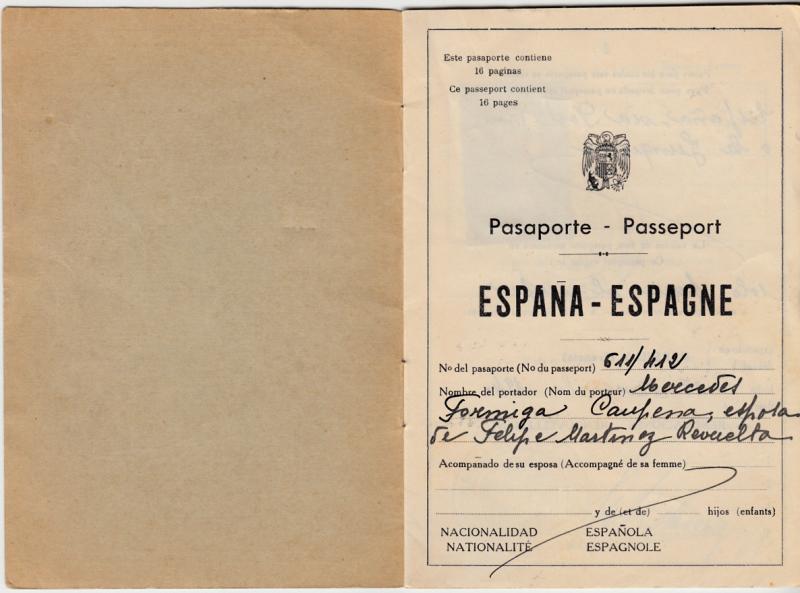 Este pasaporte contiene
16 paginas
Ce passeport contient
16 pages
Pasaporte - Passeport
ESPAÑA - ESPAGNE
No del pasaporte (No du passeport) 611/412
Nombre del portador (Nom du porteur) Mercedes
Formiga Caupena, esposa
de Felipe Martinez Revuelta
Acompañado de su esposa (Accompagné de sa femme)
y de (et de) hijos (enfants)
NACIONALIDAD ESPAÑOLA
NATIONALITÉ ESPAGNOLE